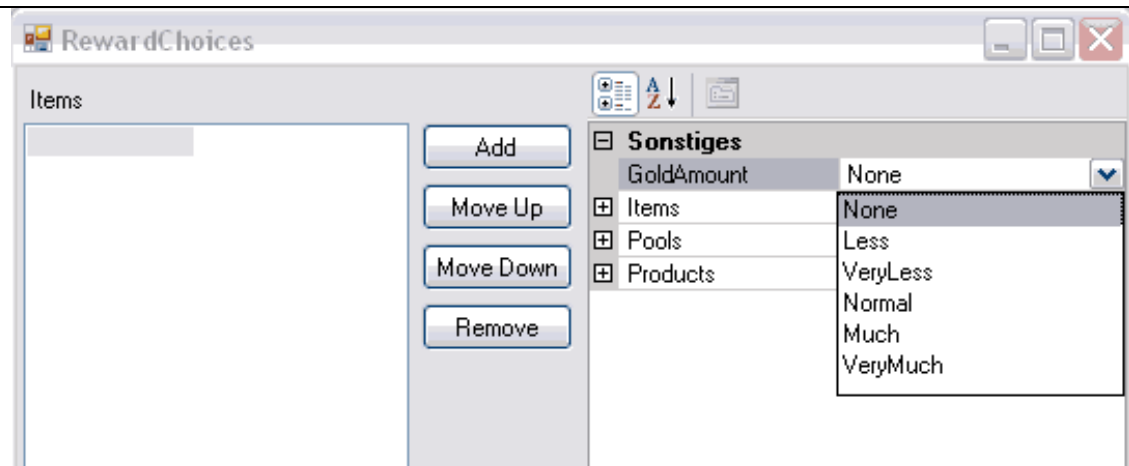 RewardChoices
Items
Add
Move Up
Move Down
Remove
A
Z
Sonstiges
GoldAmount None
Items
Pools
Products
None
Less
VeryLess
Normal
Much
VeryMuch